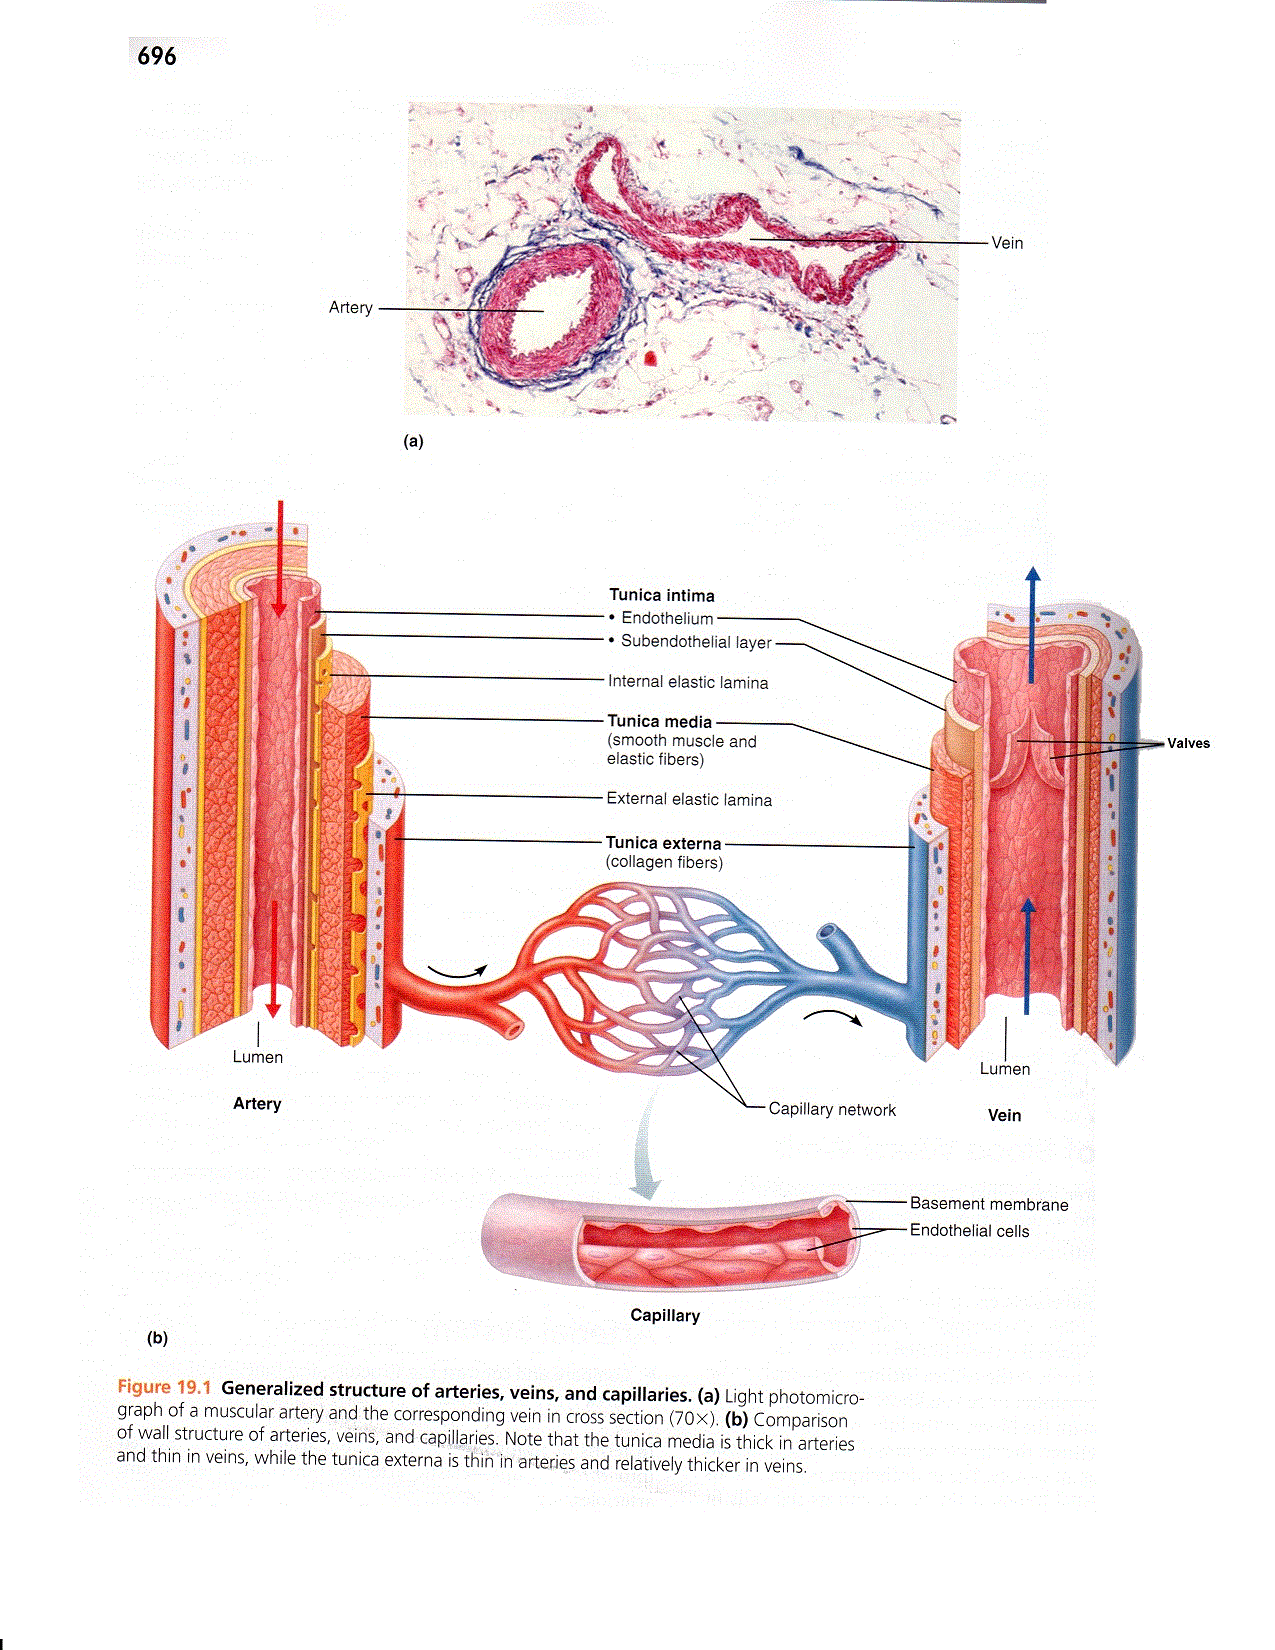 696
Vein
Artery
(a)
Tunica intima
• Endothelium
• Subendothelial layer
Internal elastic lamina
Tunica media
(smooth muscle and
elastic fibers)
Valves
External elastic lamina
Tunica externa
(collagen fibers)
Lumen
Lumen
Artery
Capillary network
Vein
Basement membrane
Endothelial cells
Capillary
(b)
Figure 19.1 Generalized structure of arteries, veins, and capillaries. (a) Light photomicro-
graph of a muscular artery and the corresponding vein in cross section (70×). (b) Comparison
of wall structure of arteries, veins, and capillaries. Note that the tunica media is thick in arteries
and thin in veins, while the tunica externa is thin in arteries and relatively thicker in veins.